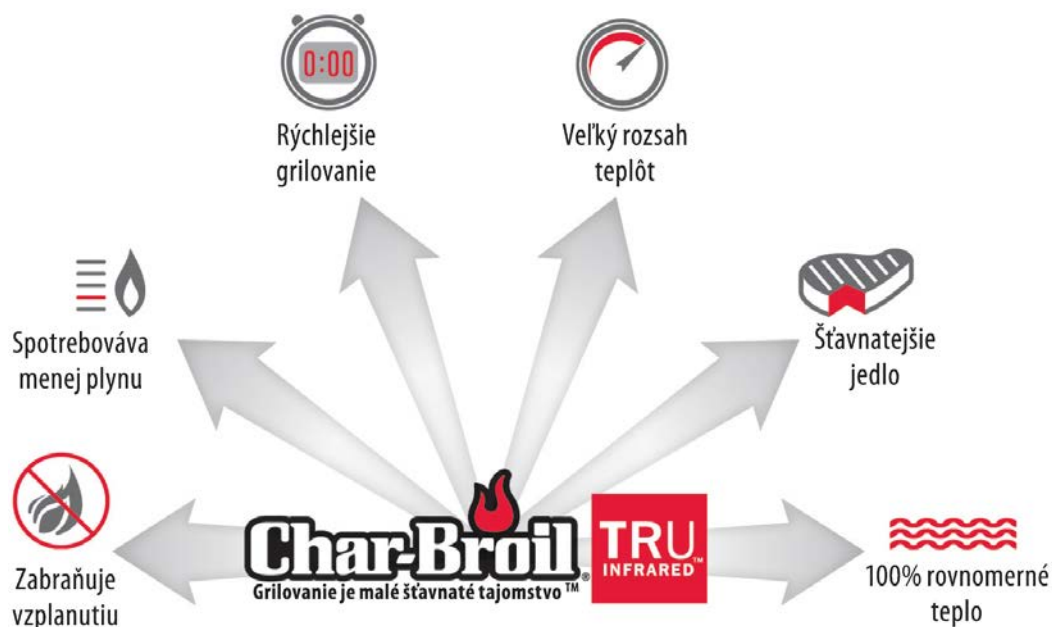 0:00
Rýchlejšie
grilovanie
Veľký rozsah
teplôt
Spotrebováva
menej plynu
Šťavnatejšie
jedlo
Zabraňuje
vzplanutiu
Char-Broil®
Grilovanie je malé šťavnaté tajomstvo™
TRU
INFRARED™
100% rovnomerné
teplo